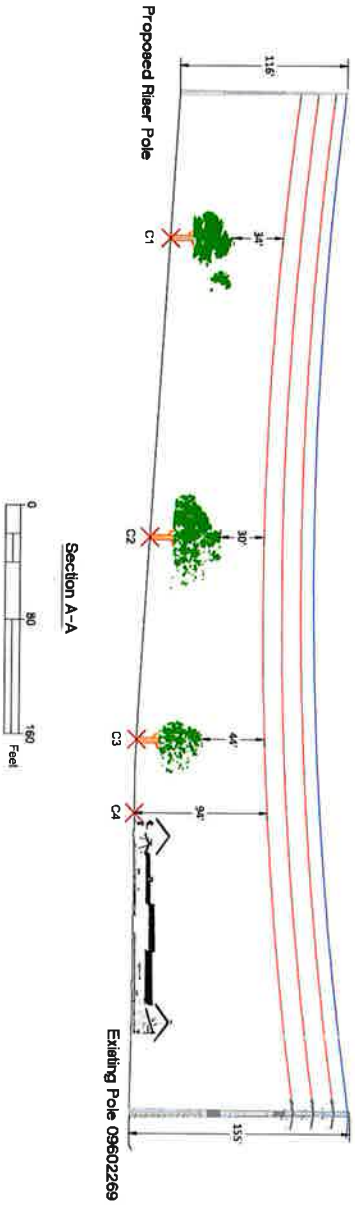 116'
Proposed Riser Pole
34'
C1
30'
C2
44'
C3
94'
C4
155'
Existing Pole 09602269
Section A-A
0 80 160
Feet